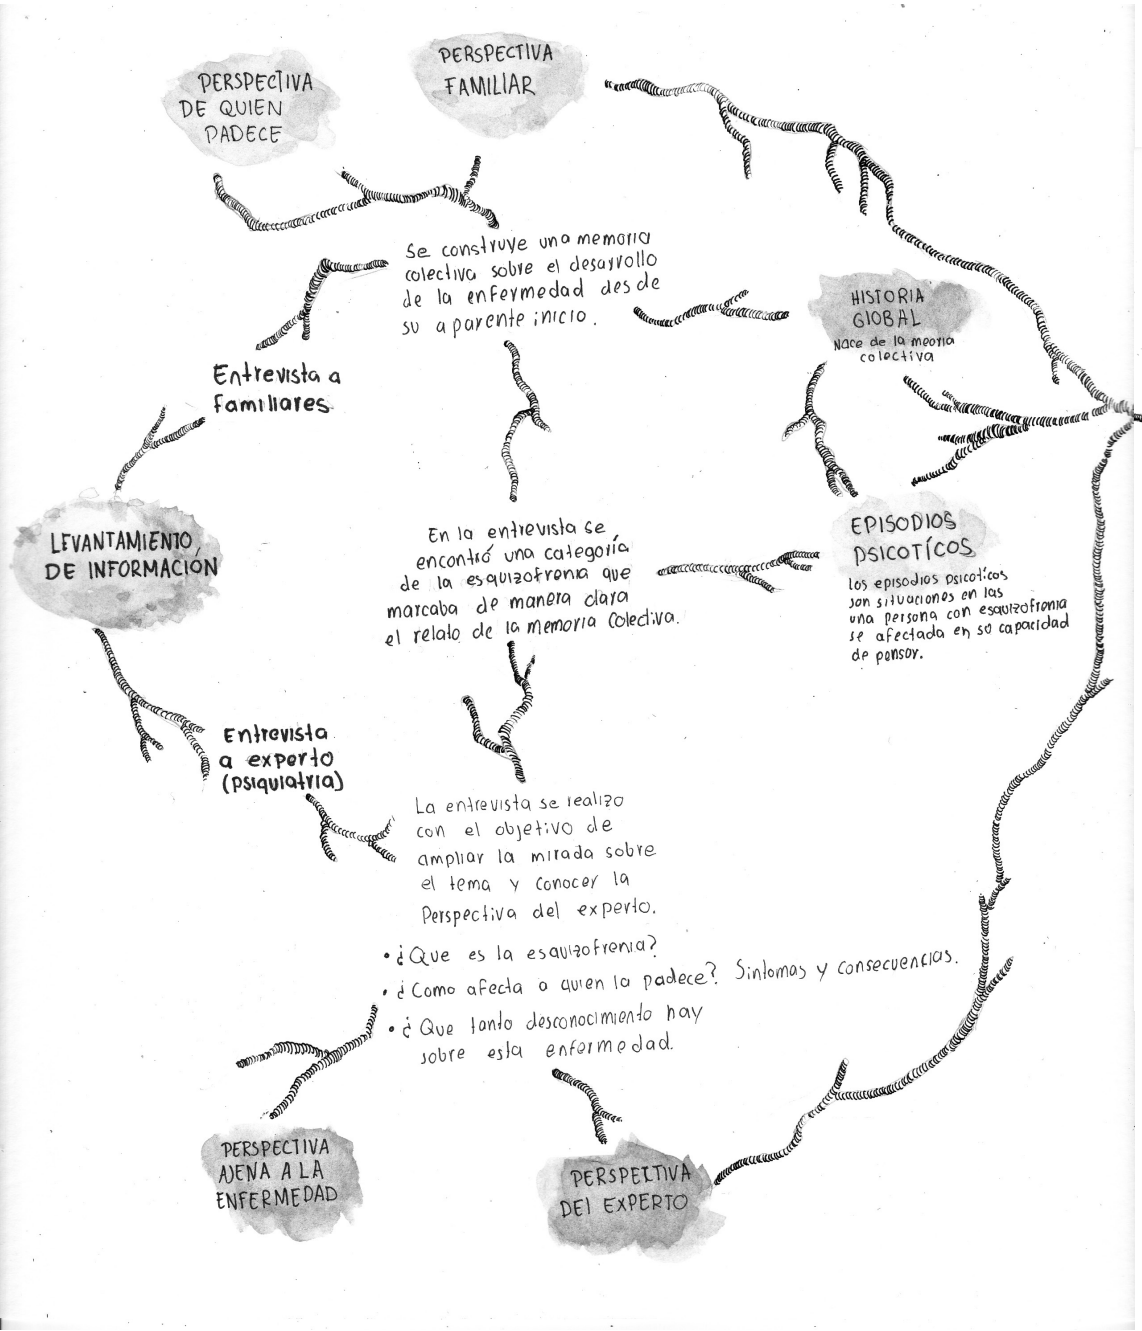 PERSPECTIVA
DE QUIEN
PADECE
PERSPECTIVA
FAMILIAR
Se construye una memoria
colectiva sobre el desarrollo
de la enfermedad desde
su aparente inicio.
HISTORIA
GlOBAL
Nace de la meoria
colectiva
Entrevista a
Familiares.
LEVANTAMIENTO
DE INFORMACIÓN
En la entrevista se
encontró una categoría
de la esquizofrenia que
marcaba de manera clara
el relato de la memoria colectiva.
EPISODIOS
PSICOTÍCOS
los episodios psicotícos
son situaciones en las
una persona con esquizofrenia
se afectada en su capacidad
de pensar.
Entrevista
a experto
(psiquiatria)
La entrevista se realizo
con el objetivo de
ampliar la mirada sobre
el tema y conocer la
Perspectiva del experto.
• ¿Que es la esquizofrenia?
• ¿Como afecta a quien la padece? Sintomas y consecuencias.
• ¿Que tanto desconocimiento hay
sobre esta enfermedad.
PERSPECTIVA
AJENA A LA
ENFERMEDAD
PERSPECTIVA
DEl EXPERTO